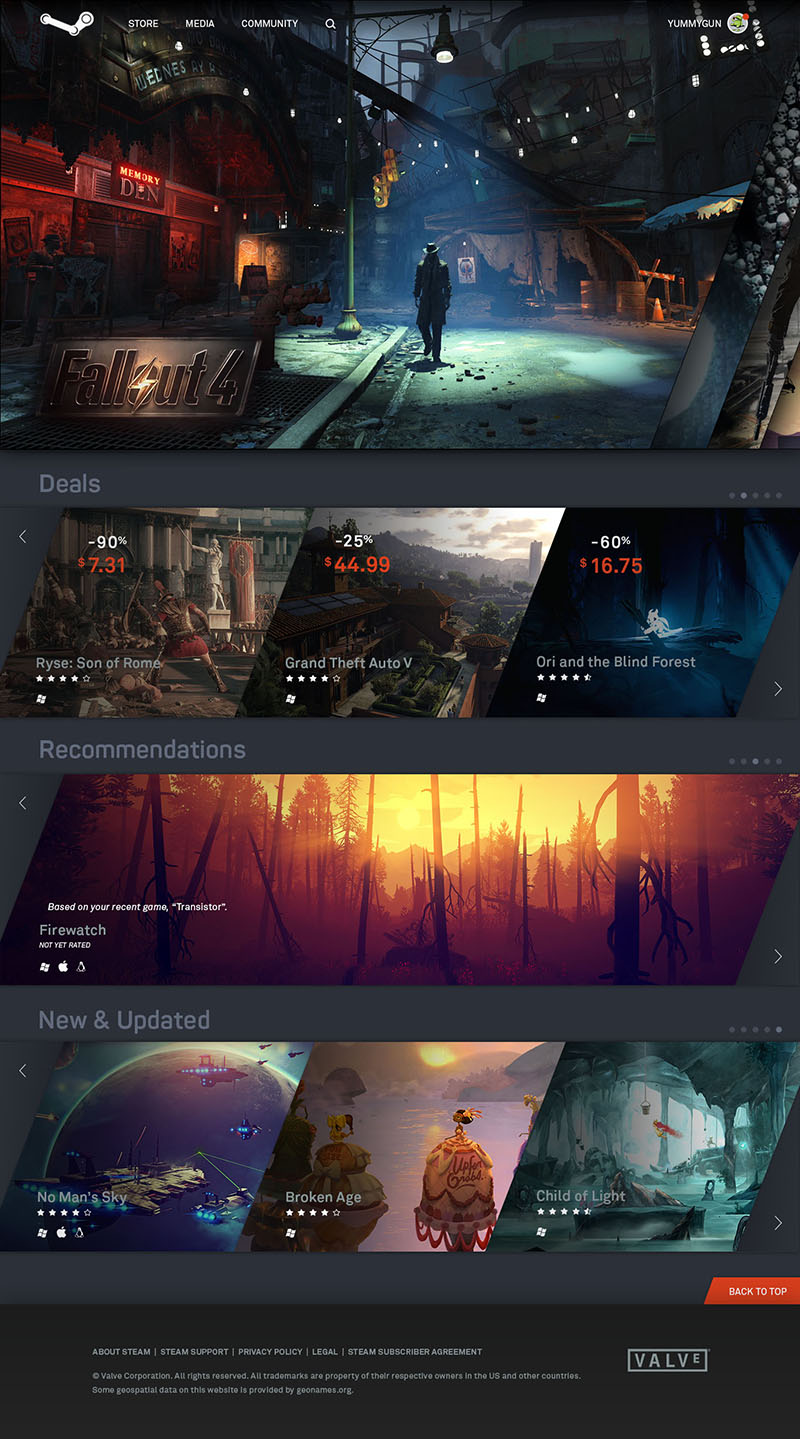 STORE MEDIA COMMUNITY YUMMYGUN
WEDNESDAY
MEMORY
DEN
Fallout 4
Deals
-90%
$7.31
-25%
$44.99
-60%
$16.75
Ryse: Son of Rome
Grand Theft Auto V
Ori and the Blind Forest
Recommendations
Based on your recent game, “Transistor”.
Firewatch
NOT YET RATED
New & Updated
Upfer
Grabs.
No Man's Sky
Broken Age
Child of Light
BACK TO TOP
ABOUT STEAM | STEAM SUPPORT | PRIVACY POLICY | LEGAL | STEAM SUBSCRIBER AGREEMENT
VALVE
© Valve Corporation. All rights reserved. All trademarks are property of their respective owners in the US and other countries.
Some geospatial data on this website is provided by geonames.org.